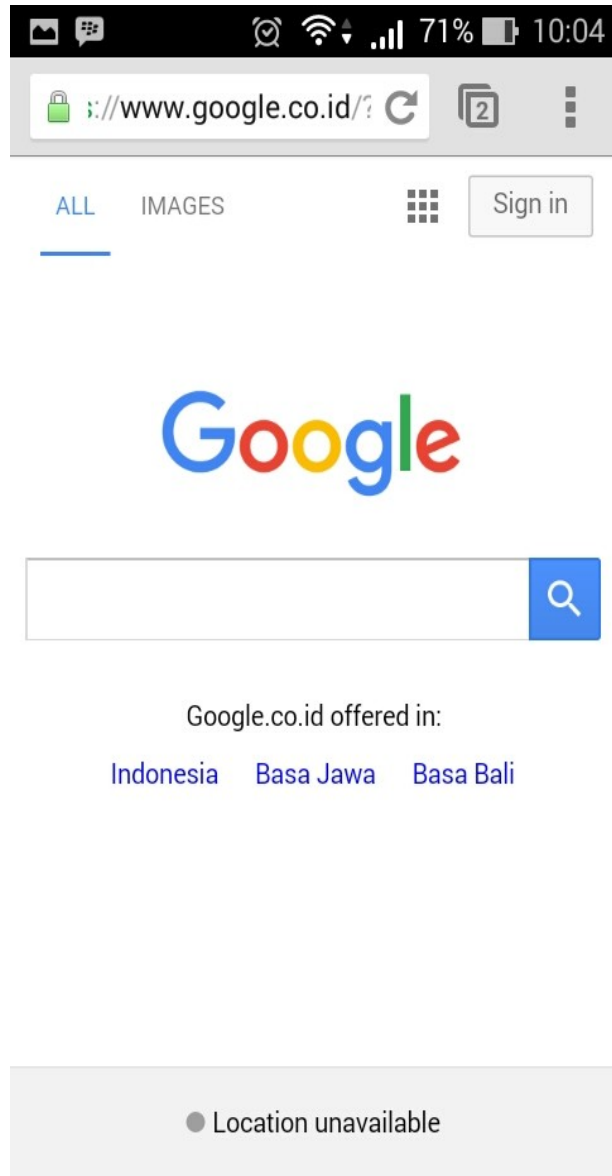 71% 10:04
s://www.google.co.id/? 2
ALL IMAGES Sign in
Google
Google.co.id offered in:
Indonesia Basa Jawa Basa Bali
Location unavailable